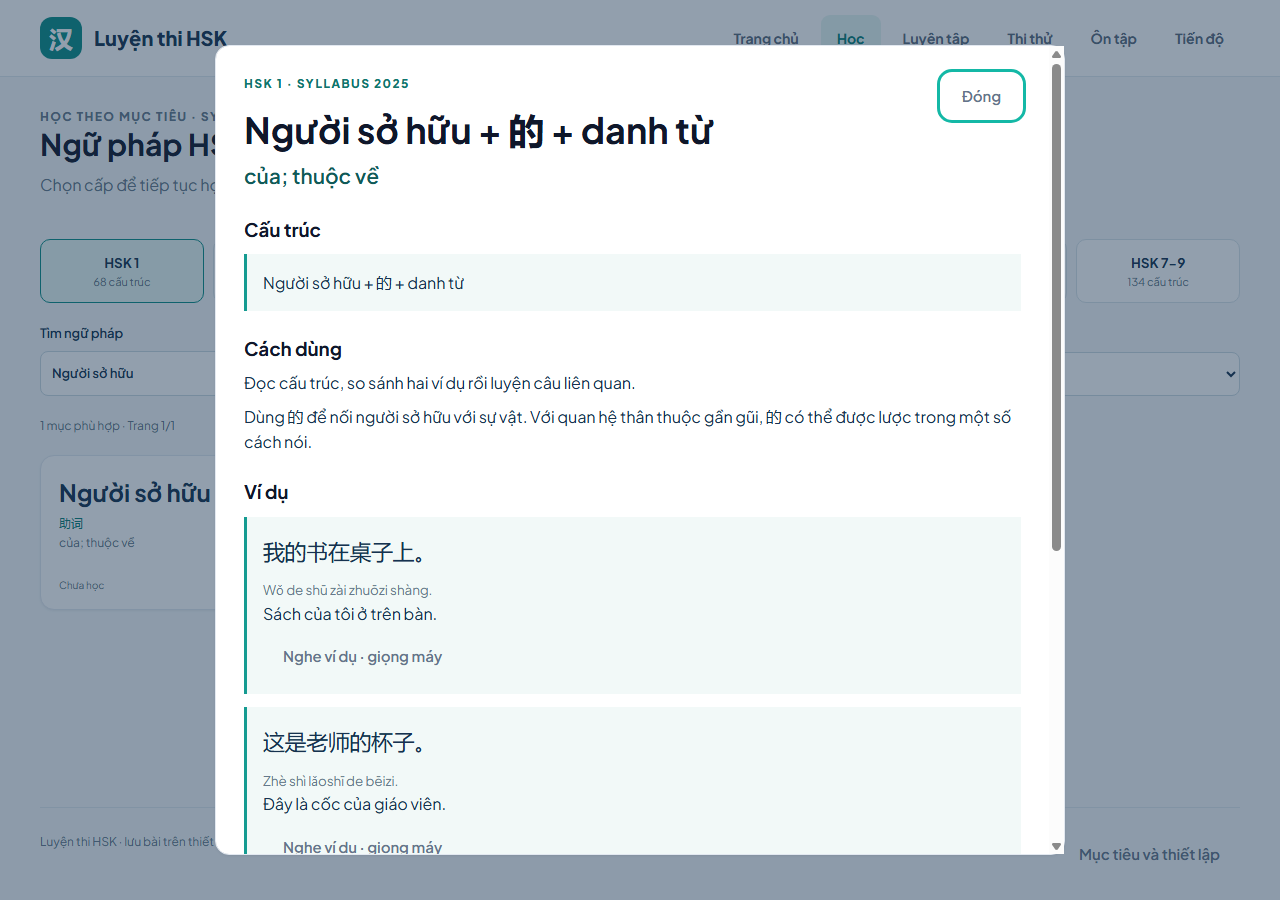 汉 Luyện thi HSK
Trang chủ Học Luyện tập Thi thử Ôn tập Tiến độ
HỌC THEO MỤC TIÊU · SY
Ngữ pháp HS
Chọn cấp để tiếp tục họ
HSK 1
68 cấu trúc
HSK 7–9
134 cấu trúc
Tìm ngữ pháp
Người sở hữu
1 mục phù hợp · Trang 1/1
Người sở hữu
助词
của; thuộc về
Chưa học
HSK 1 · SYLLABUS 2025
Đóng
Người sở hữu + 的 + danh từ
của; thuộc về
Cấu trúc
Người sở hữu + 的 + danh từ
Cách dùng
Đọc cấu trúc, so sánh hai ví dụ rồi luyện câu liên quan.
Dùng 的 để nối người sở hữu với sự vật. Với quan hệ thân thuộc gần gũi, 的 có thể được lược trong một số
cách nói.
Ví dụ
我的书在桌子上。
Wǒ de shū zài zhuōzi shàng.
Sách của tôi ở trên bàn.
Nghe ví dụ · giọng máy
这是老师的杯子。
Zhè shì lǎoshī de bēizi.
Đây là cốc của giáo viên.
Nghe ví dụ · giọng máy
Luyện thi HSK · lưu bài trên thiết
Mục tiêu và thiết lập